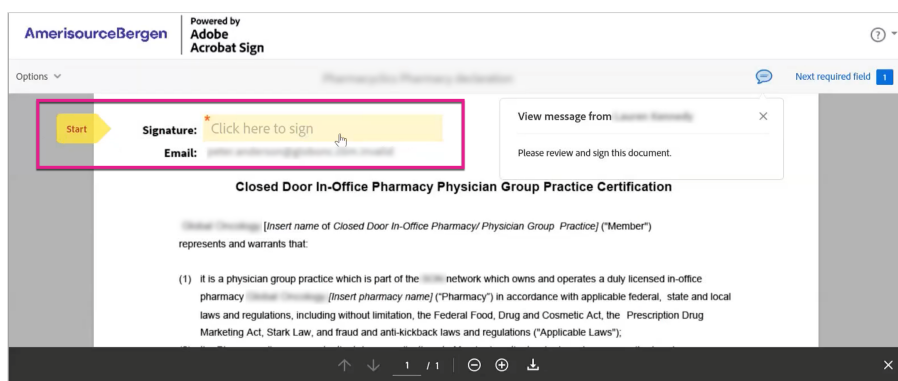 AmerisourceBergen
Powered by
Adobe
Acrobat Sign
Options
Next required field 1
Start
Signature: * Click here to sign
Email:
View message from
Please review and sign this document.
Closed Door In-Office Pharmacy Physician Group Practice Certification
[Insert name of Closed Door In-Office Pharmacy/ Physician Group Practice] ("Member")
represents and warrants that:
(1) it is a physician group practice which is part of the network which owns and operates a duly licensed in-office
pharmacy [Insert pharmacy name] ("Pharmacy") in accordance with applicable federal, state and local
laws and regulations, including without limitation, the Federal Food, Drug and Cosmetic Act, the Prescription Drug
Marketing Act, Stark Law, and fraud and anti-kickback laws and regulations ("Applicable Laws");
1 / 1